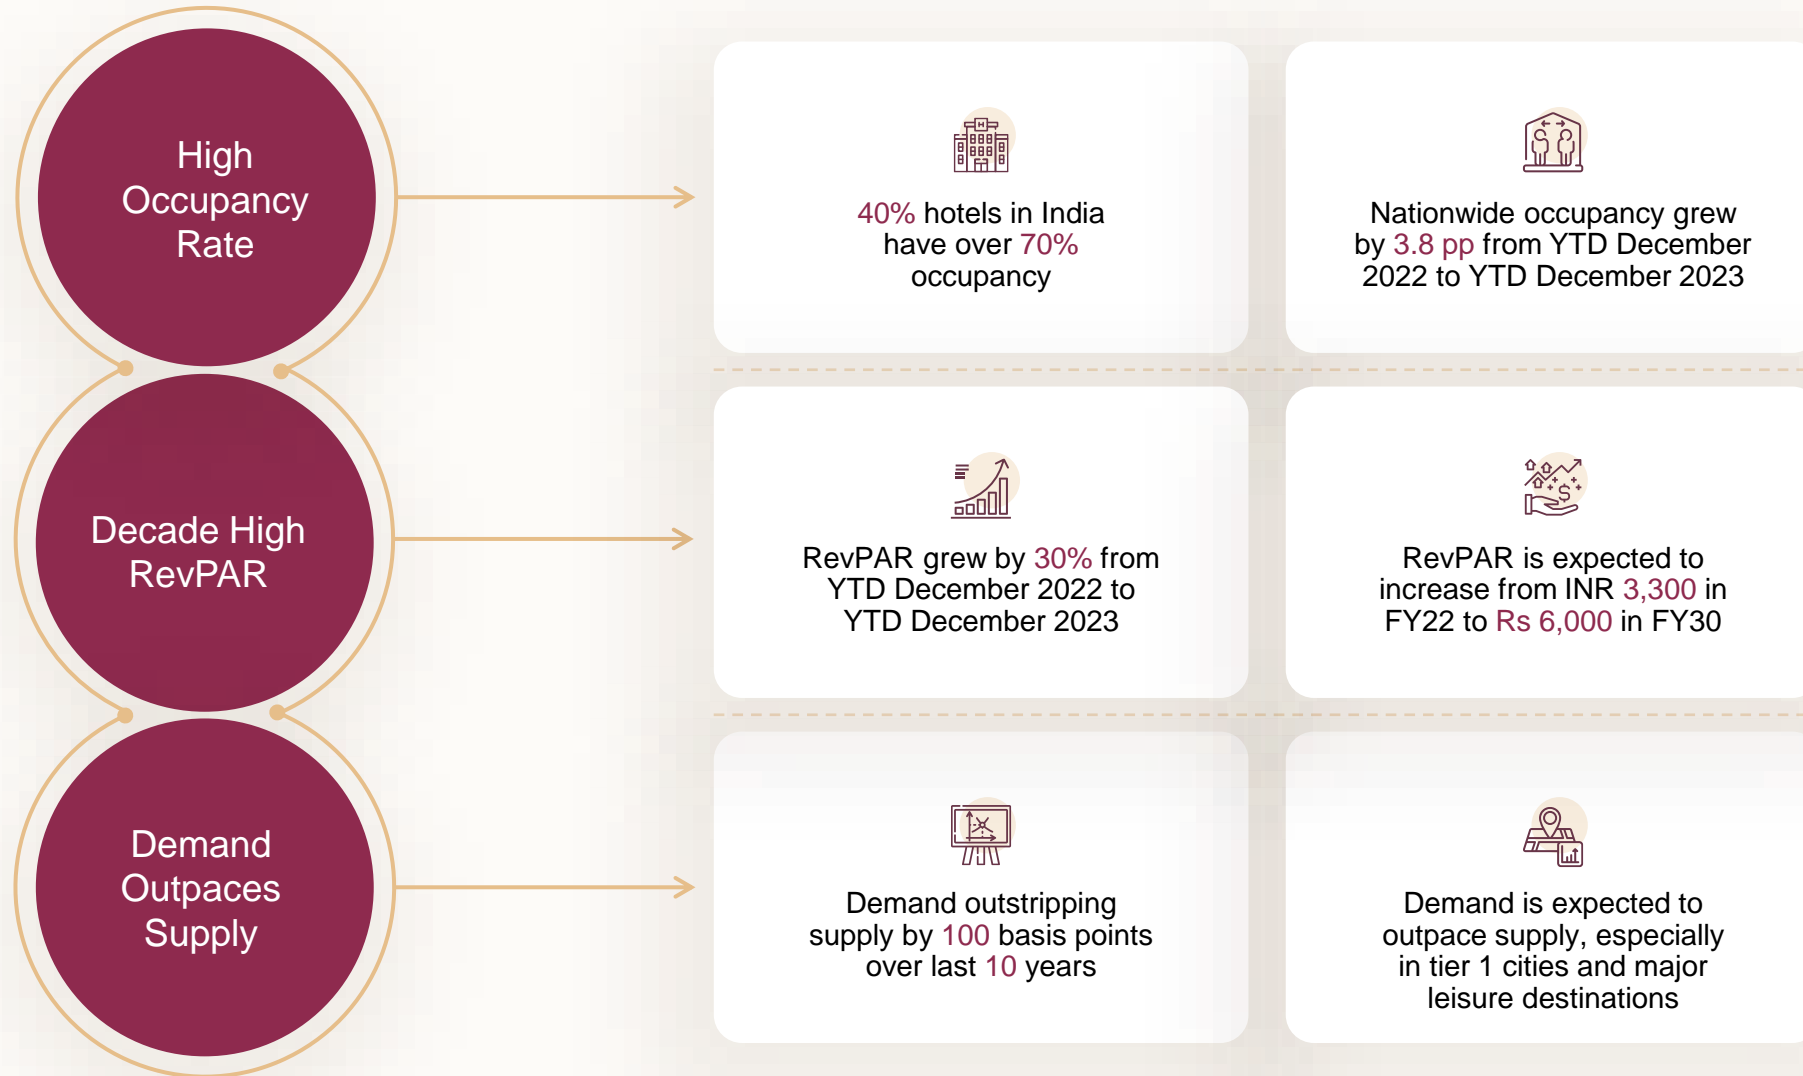 High
Occupancy
Rate
40% hotels in India
have over 70%
occupancy
Nationwide occupancy grew
by 3.8 pp from YTD December
2022 to YTD December 2023
Decade High
RevPAR
RevPAR grew by 30% from
YTD December 2022 to
YTD December 2023
RevPAR is expected to
increase from INR 3,300 in
FY22 to Rs 6,000 in FY30
Demand
Outpaces
Supply
Demand outstripping
supply by 100 basis points
over last 10 years
Demand is expected to
outpace supply, especially
in tier 1 cities and major
leisure destinations